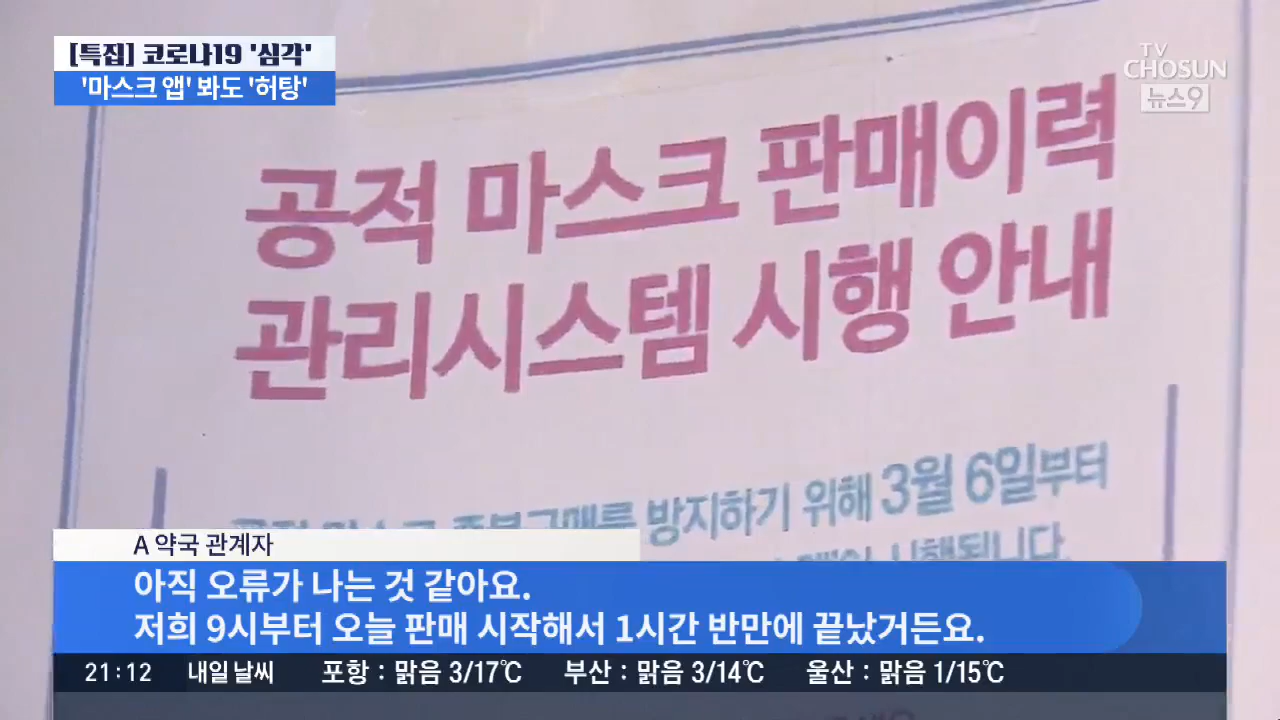 [특집] 코로나19 '심각'
'마스크 앱' 봐도 '허탕'
TV
CHOSUN
뉴스9
공적 마스크 판매이력
관리시스템 시행 안내
방지하기 위해 3월 6일부터
시행됩니다.
A 약국 관계자
아직 오류가 나는 것 같아요.
저희 9시부터 오늘 판매 시작해서 1시간 반만에 끝났거든요.
21:12 내일 날씨 포항 : 맑음 3/17℃ 부산 : 맑음 3/14℃ 울산 : 맑음 1/15℃